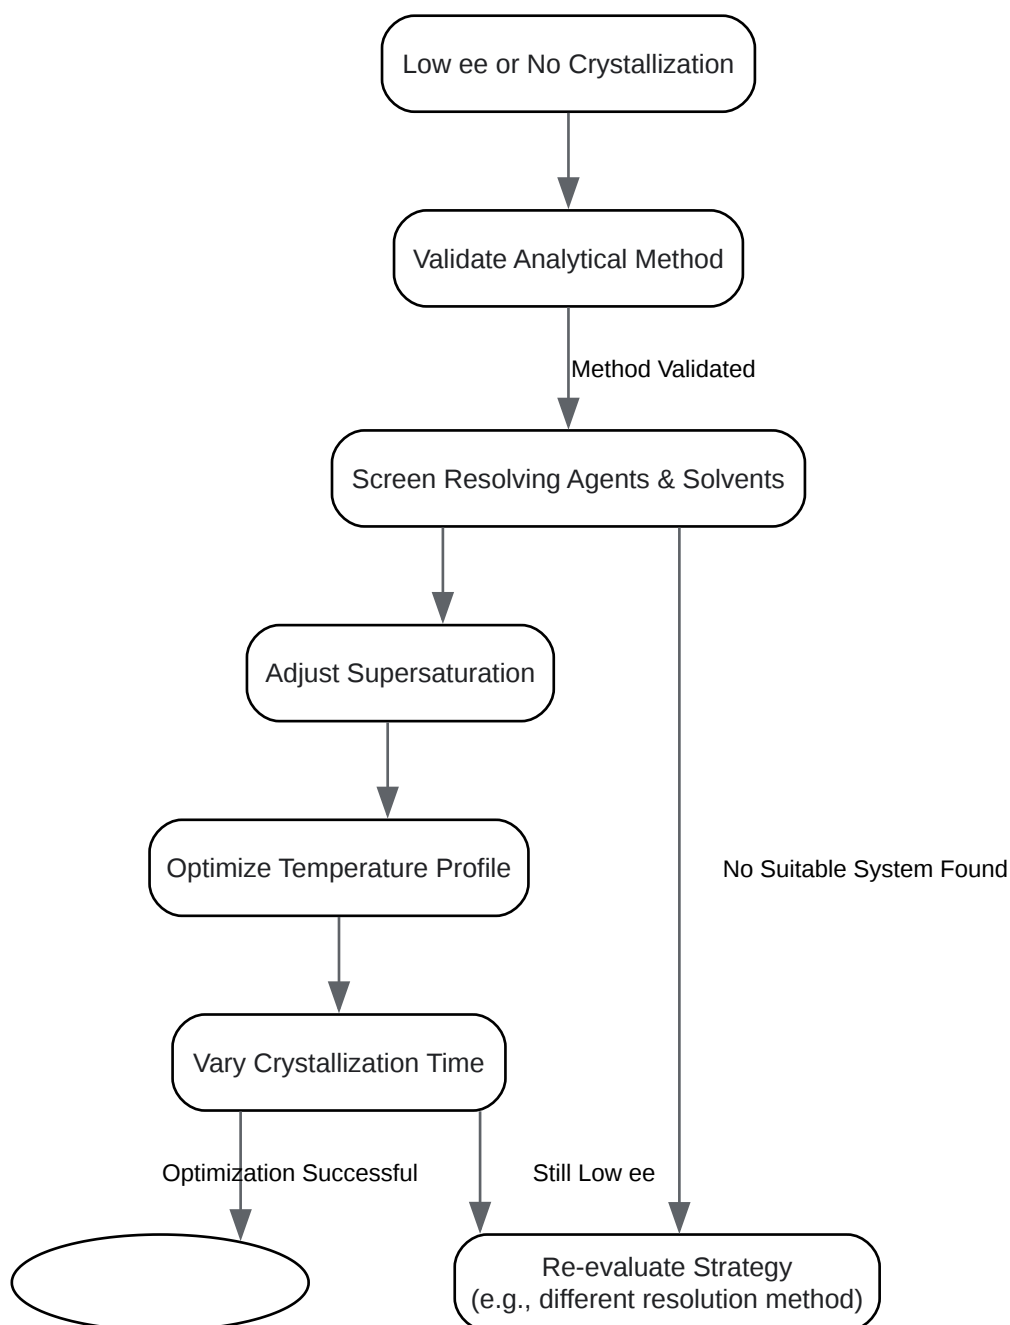 Low ee or No Crystallization
Validate Analytical Method
Method Validated
Screen Resolving Agents & Solvents
Adjust Supersaturation
Optimize Temperature Profile
No Suitable System Found
Vary Crystallization Time
Optimization Successful
Still Low ee
Re-evaluate Strategy
(e.g., different resolution method)